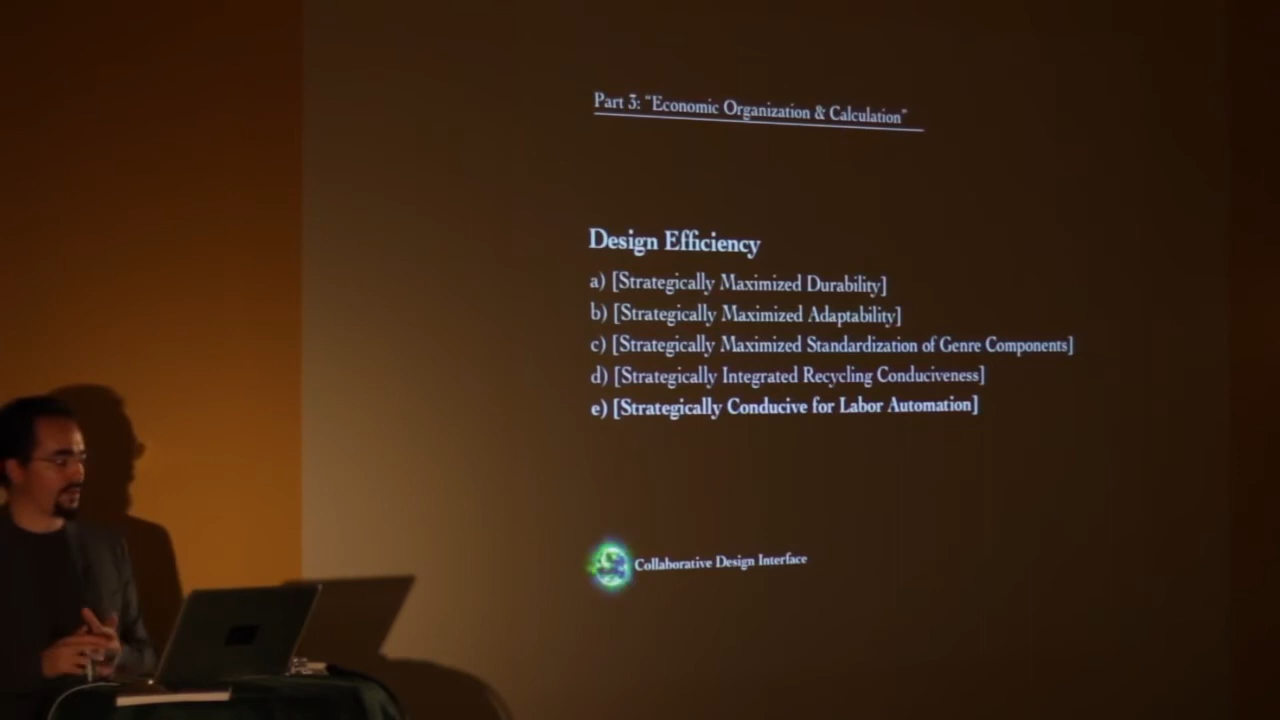 Part 3: "Economic Organization & Calculation"
Design Efficiency
a) [Strategically Maximized Durability]
b) [Strategically Maximized Adaptability]
c) [Strategically Maximized Standardization of Genre Components]
d) [Strategically Integrated Recycling Conduciveness]
e) [Strategically Conducive for Labor Automation]
Collaborative Design Interface